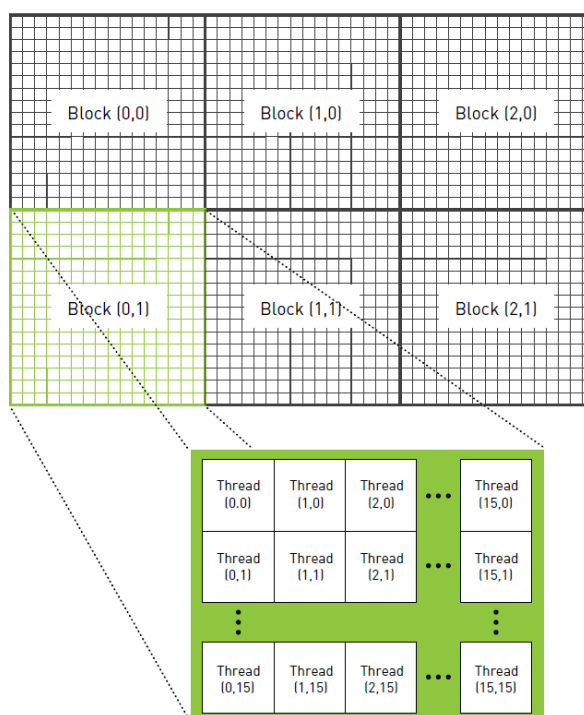 Block (0,0) Block (1,0) Block (2,0)
Block (0,1) Block (1,1) Block (2,1)
Thread Thread Thread Thread
(0.0) (1,0) (2,0) ••• (15,0)
Thread Thread Thread Thread
(0,1) (1,1) (2,1) ••• (15,1)
Thread Thread Thread Thread
(0,15) (1,15) (2,15) ••• (15,15)